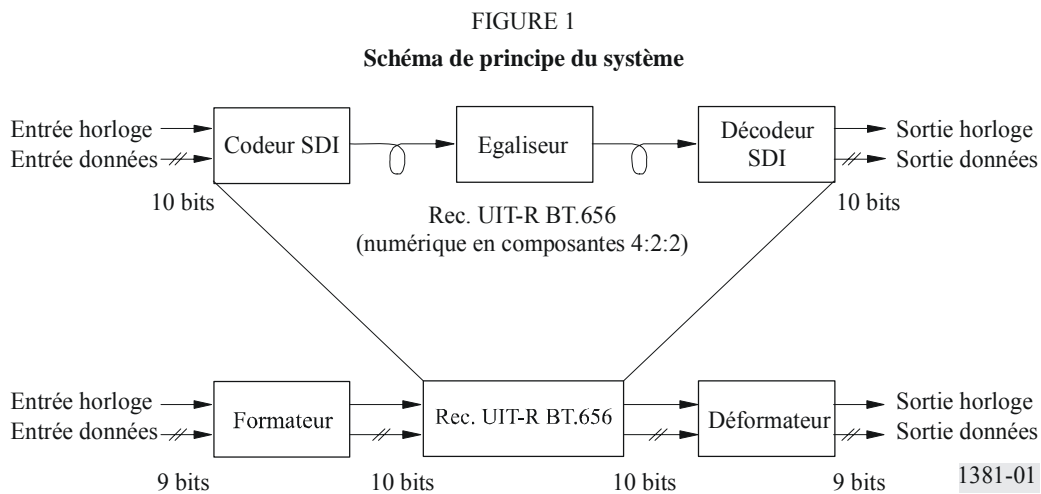 FIGURE 1
Schéma de principe du système
Entrée horloge
Entrée données
10 bits
Codeur SDI
Egaliseur
Décodeur
SDI
Sortie horloge
Sortie données
10 bits
Rec. UIT-R BT.656
(numérique en composantes 4:2:2)
Entrée horloge
Entrée données
9 bits
Formateur
10 bits
Rec. UIT-R BT.656
10 bits
Déformateur
Sortie horloge
Sortie données
9 bits
1381-01